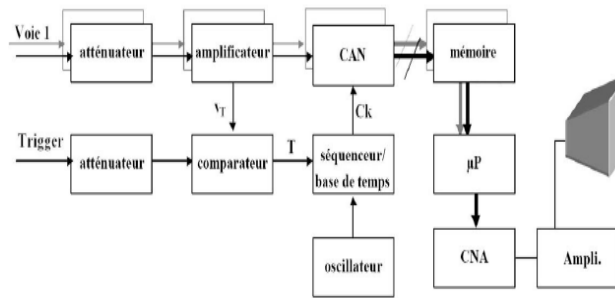 Voie 1
atténuateur
amplificateur
CAN
mémoire
VT
Ck
Trigger
atténuateur
comparateur
T
séquenceur/
base de temps
µP
oscillateur
CNA
Ampli.